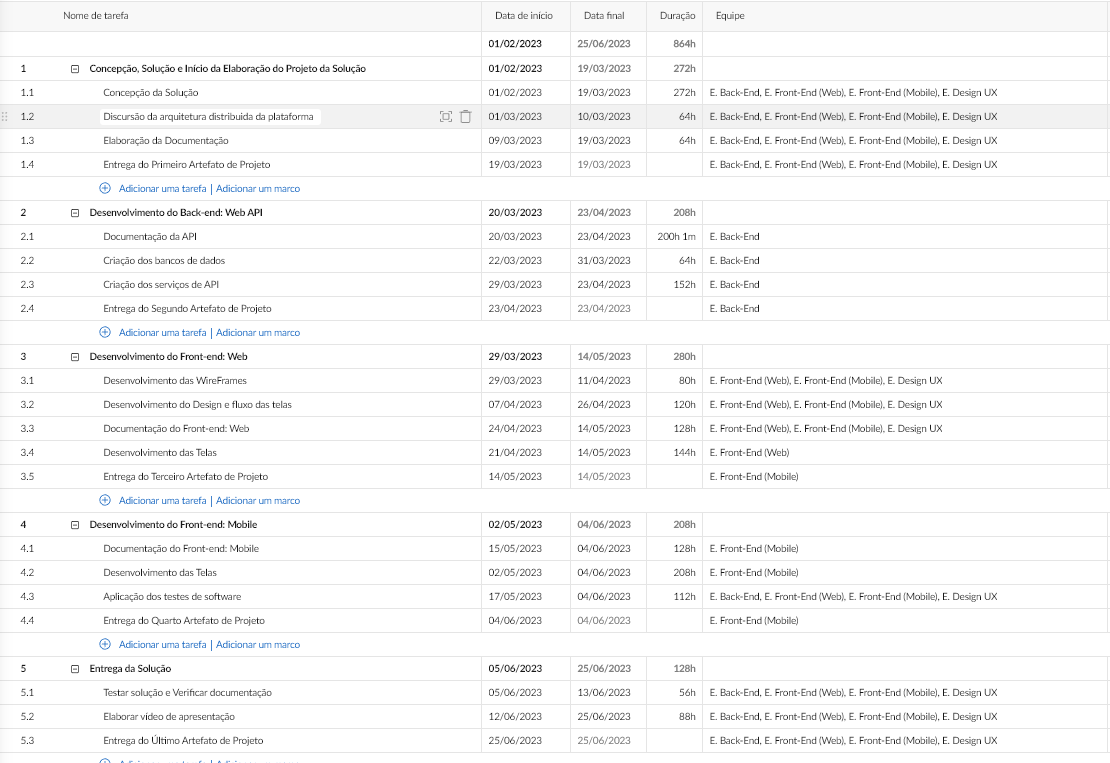 Nome de tarefa Data de início Data final Duração Equipe
01/02/2023 25/06/2023 864h
1 Concepção, Solução e Início da Elaboração do Projeto da Solução 01/02/2023 19/03/2023 272h
1.1 Concepção da Solução 01/02/2023 19/03/2023 272h E. Back-End, E. Front-End (Web), E. Front-End (Mobile), E. Design UX
1.2 Discursão da arquitetura distribuida da plataforma 01/03/2023 10/03/2023 64h E. Back-End, E. Front-End (Web), E. Front-End (Mobile), E. Design UX
1.3 Elaboração da Documentação 09/03/2023 19/03/2023 64h E. Back-End, E. Front-End (Web), E. Front-End (Mobile), E. Design UX
1.4 Entrega do Primeiro Artefato de Projeto 19/03/2023 19/03/2023 E. Back-End, E. Front-End (Web), E. Front-End (Mobile), E. Design UX
Adicionar uma tarefa | Adicionar um marco
2 Desenvolvimento do Back-end: Web API 20/03/2023 23/04/2023 208h
2.1 Documentação da API 20/03/2023 23/04/2023 200h 1m E. Back-End
2.2 Criação dos bancos de dados 22/03/2023 31/03/2023 64h E. Back-End
2.3 Criação dos serviços de API 29/03/2023 23/04/2023 152h E. Back-End
2.4 Entrega do Segundo Artefato de Projeto 23/04/2023 23/04/2023 E. Back-End
Adicionar uma tarefa | Adicionar um marco
3 Desenvolvimento do Front-end: Web 29/03/2023 14/05/2023 280h
3.1 Desenvolvimento das WireFrames 29/03/2023 11/04/2023 80h E. Front-End (Web), E. Front-End (Mobile), E. Design UX
3.2 Desenvolvimento do Design e fluxo das telas 07/04/2023 26/04/2023 120h E. Front-End (Web), E. Front-End (Mobile), E. Design UX
3.3 Documentação do Front-end: Web 24/04/2023 14/05/2023 128h E. Front-End (Web), E. Front-End (Mobile), E. Design UX
3.4 Desenvolvimento das Telas 21/04/2023 14/05/2023 144h E. Front-End (Web)
3.5 Entrega do Terceiro Artefato de Projeto 14/05/2023 14/05/2023 E. Front-End (Mobile)
Adicionar uma tarefa | Adicionar um marco
4 Desenvolvimento do Front-end: Mobile 02/05/2023 04/06/2023 208h
4.1 Documentação do Front-end: Mobile 15/05/2023 04/06/2023 128h E. Front-End (Mobile)
4.2 Desenvolvimento das Telas 02/05/2023 04/06/2023 208h E. Front-End (Mobile)
4.3 Aplicação dos testes de software 17/05/2023 04/06/2023 112h E. Back-End, E. Front-End (Web), E. Front-End (Mobile), E. Design UX
4.4 Entrega do Quarto Artefato de Projeto 04/06/2023 04/06/2023 E. Front-End (Mobile)
Adicionar uma tarefa | Adicionar um marco
5 Entrega da Solução 05/06/2023 25/06/2023 128h
5.1 Testar solução e Verificar documentação 05/06/2023 13/06/2023 56h E. Back-End, E. Front-End (Web), E. Front-End (Mobile), E. Design UX
5.2 Elaborar vídeo de apresentação 12/06/2023 25/06/2023 88h E. Back-End, E. Front-End (Web), E. Front-End (Mobile), E. Design UX
5.3 Entrega do Último Artefato de Projeto 25/06/2023 25/06/2023 E. Back-End, E. Front-End (Web), E. Front-End (Mobile), E. Design UX